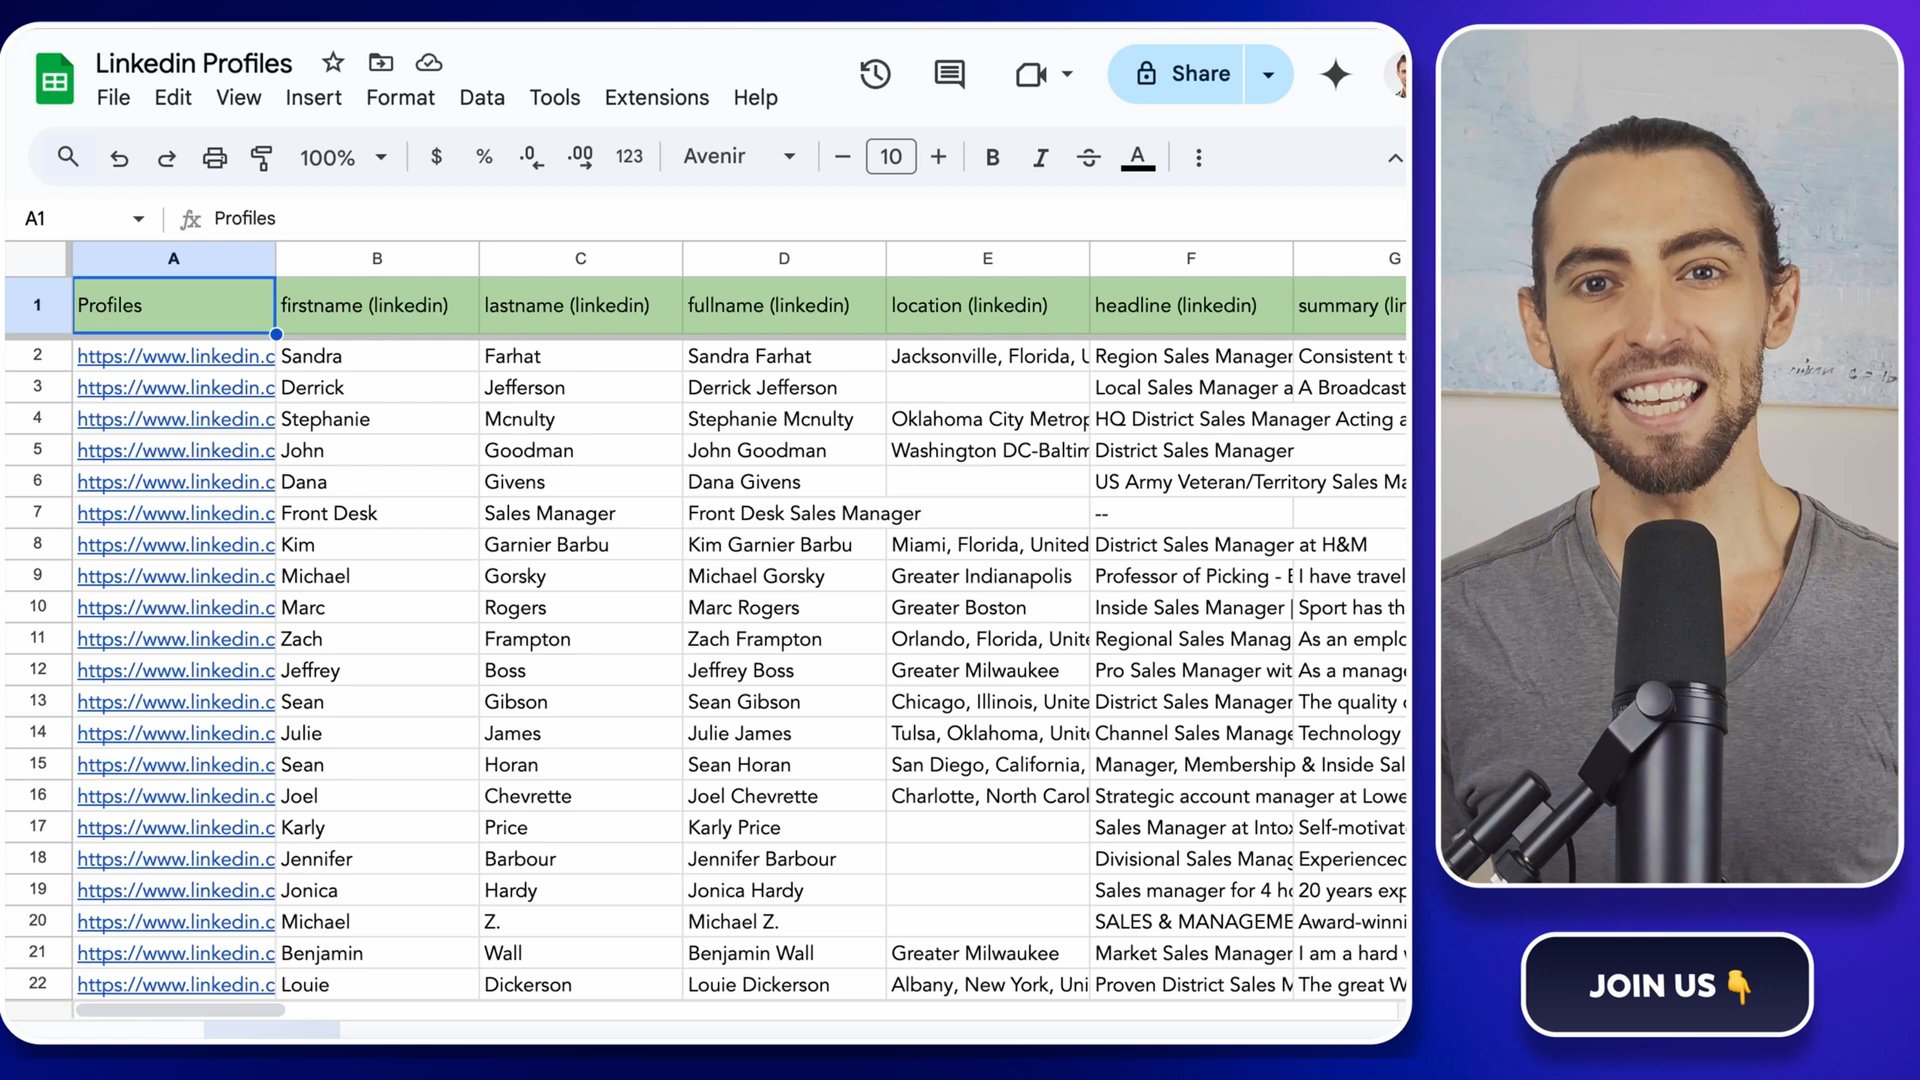 Linkedin Profiles
File Edit View Insert Format Data Tools Extensions Help
Share
100% $ % .0 .00 123 Avenir 10 B I A
A1 fx Profiles
A B C D E F G
1 Profiles firstname (linkedin) lastname (linkedin) fullname (linkedin) location (linkedin) headline (linkedin) summary (lir
2 https://www.linkedin.c Sandra Farhat Sandra Farhat Jacksonville, Florida, U Region Sales Manager Consistent t
3 https://www.linkedin.c Derrick Jefferson Derrick Jefferson Local Sales Manager a A Broadcast
4 https://www.linkedin.c Stephanie Mcnulty Stephanie Mcnulty Oklahoma City Metrop HQ District Sales Manager Acting a
5 https://www.linkedin.c John Goodman John Goodman Washington DC-Baltim District Sales Manager
6 https://www.linkedin.c Dana Givens Dana Givens US Army Veteran/Territory Sales Ma
7 https://www.linkedin.c Front Desk Sales Manager Front Desk Sales Manager --
8 https://www.linkedin.c Kim Garnier Barbu Kim Garnier Barbu Miami, Florida, United District Sales Manager at H&M
9 https://www.linkedin.c Michael Gorsky Michael Gorsky Greater Indianapolis Professor of Picking - E I have travel
10 https://www.linkedin.c Marc Rogers Marc Rogers Greater Boston Inside Sales Manager | Sport has th
11 https://www.linkedin.c Zach Frampton Zach Frampton Orlando, Florida, Unite Regional Sales Manag As an emplo
12 https://www.linkedin.c Jeffrey Boss Jeffrey Boss Greater Milwaukee Pro Sales Manager wit As a manage
13 https://www.linkedin.c Sean Gibson Sean Gibson Chicago, Illinois, Unite District Sales Manager The quality
14 https://www.linkedin.c Julie James Julie James Tulsa, Oklahoma, Unit Channel Sales Manage Technology
15 https://www.linkedin.c Sean Horan Sean Horan San Diego, California, Manager, Membership & Inside Sal
16 https://www.linkedin.c Joel Chevrette Joel Chevrette Charlotte, North Carol Strategic account manager at Lowe
17 https://www.linkedin.c Karly Price Karly Price Sales Manager at Intox Self-motivat
18 https://www.linkedin.c Jennifer Barbour Jennifer Barbour Divisional Sales Manag Experienced
19 https://www.linkedin.c Jonica Hardy Jonica Hardy Sales manager for 4 ho 20 years exp
20 https://www.linkedin.c Michael Z. Michael Z. SALES & MANAGEME Award-winni
21 https://www.linkedin.c Benjamin Wall Benjamin Wall Greater Milwaukee Market Sales Manager I am a hard
22 https://www.linkedin.c Louie Dickerson Louie Dickerson Albany, New York, Uni Proven District Sales M The great W
JOIN US 👇